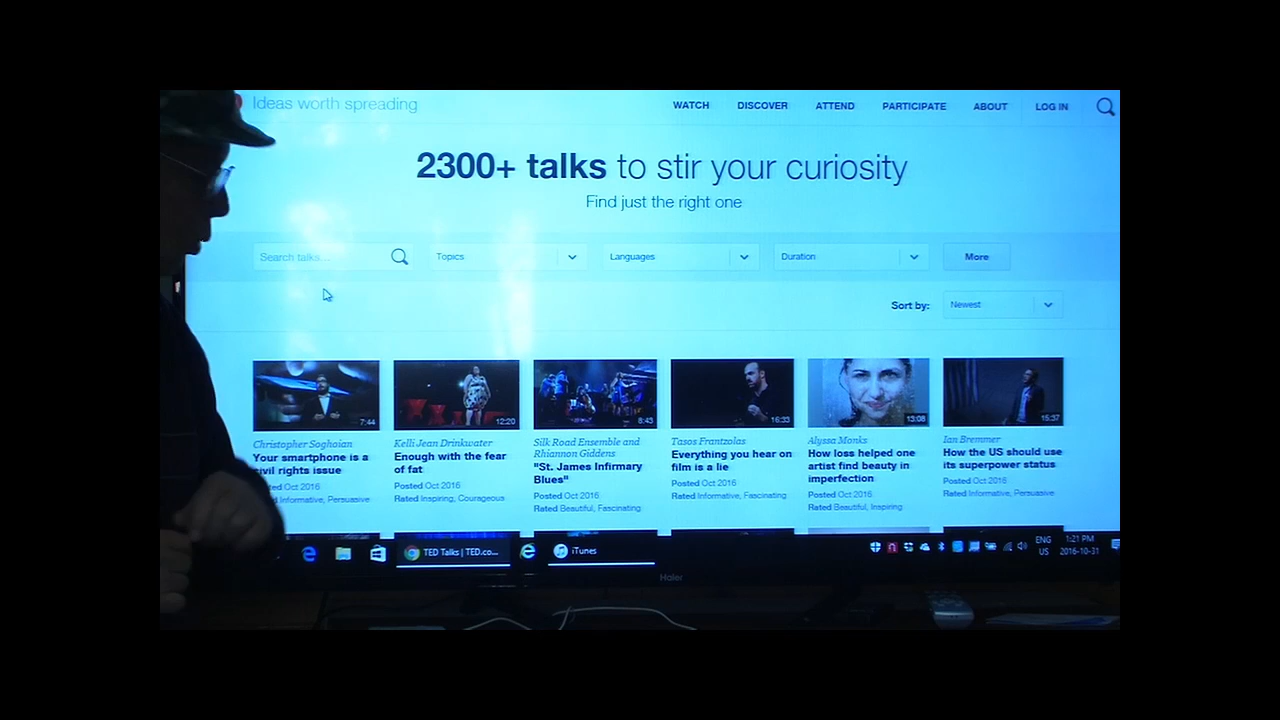 Ideas worth spreading
WATCH DISCOVER ATTEND PARTICIPATE ABOUT LOG IN
2300+ talks to stir your curiosity
Find just the right one
Search talks... Topics Languages Duration More
Sort by: Newest
7:44
12:20
8:43
16:33
13:08
15:37
Christopher Soghoian
Your smartphone is a
civil rights issue
Oct 2016
Informative, Persuasive
Kelli Jean Drinkwater
Enough with the fear
of fat
Posted Oct 2016
Rated Inspiring, Courageous
Silk Road Ensemble and
Rhiannon Giddens
"St. James Infirmary
Blues"
Posted Oct 2016
Rated Beautiful, Fascinating
Tasos Frantzolas
Everything you hear on
film is a lie
Posted Oct 2016
Rated Informative, Fascinating
Alyssa Monks
How loss helped one
artist find beauty in
imperfection
Posted Oct 2016
Rated Beautiful, Inspiring
Ian Bremmer
How the US should use
its superpower status
Posted Oct 2016
Rated Informative, Persuasive
TED Talks | TED.co... iTunes
ENG
US
1:21 PM
2016-10-31
Haier